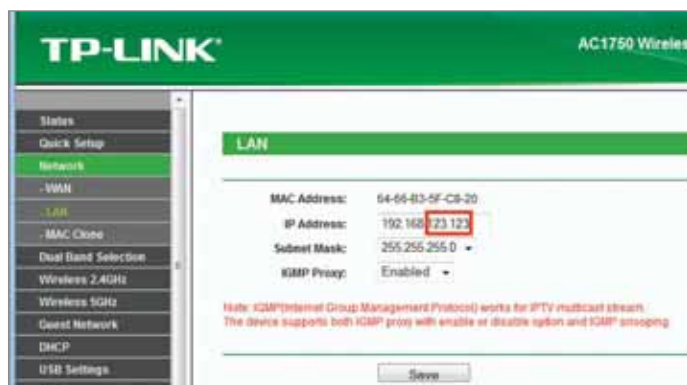 TP-LINK
AC1750 Wireles
Status
Quick Setup
Network
- WAN
- LAN
- MAC Clone
Dual Band Selection
Wireless 2.4GHz
Wireless 5GHz
Guest Network
DHCP
USB Settings
LAN
MAC Address: 64-66-B3-5F-C8-20
IP Address: 192.168.123.123
Subnet Mask: 255.255.255.0
IGMP Proxy: Enabled
Note: IGMP(Internet Group Management Protocol) works for IPTV multicast stream.
The device supports both IGMP proxy with enable or disable option and IGMP snooping.
Save